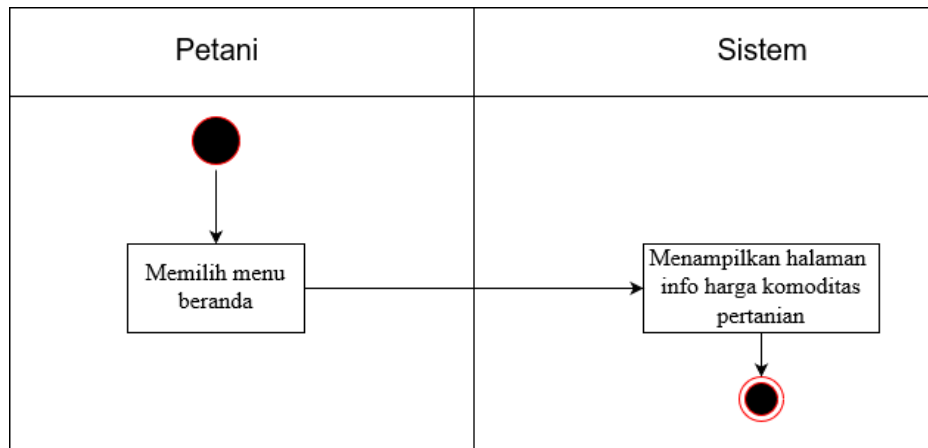 Petani
Sistem
Memilih menu
beranda
Menampilkan halaman
info harga komoditas
pertanian